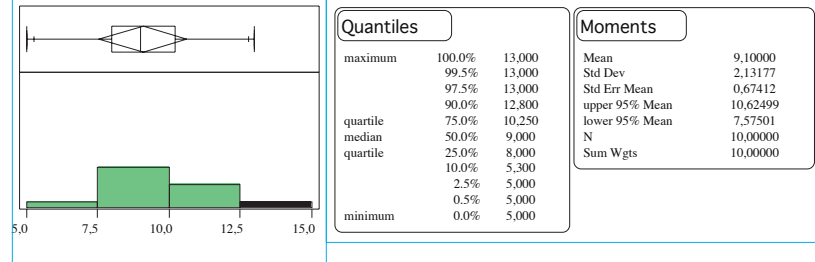 5,0 7,5 10,0 12,5 15,0
Quantiles
maximum 100.0% 13,000
99.5% 13,000
97.5% 13,000
90.0% 12,800
quartile 75.0% 10,250
median 50.0% 9,000
quartile 25.0% 8,000
10.0% 5,300
2.5% 5,000
0.5% 5,000
minimum 0.0% 5,000
Moments
Mean 9,10000
Std Dev 2,13177
Std Err Mean 0,67412
upper 95% Mean 10,62499
lower 95% Mean 7,57501
N 10,00000
Sum Wgts 10,00000